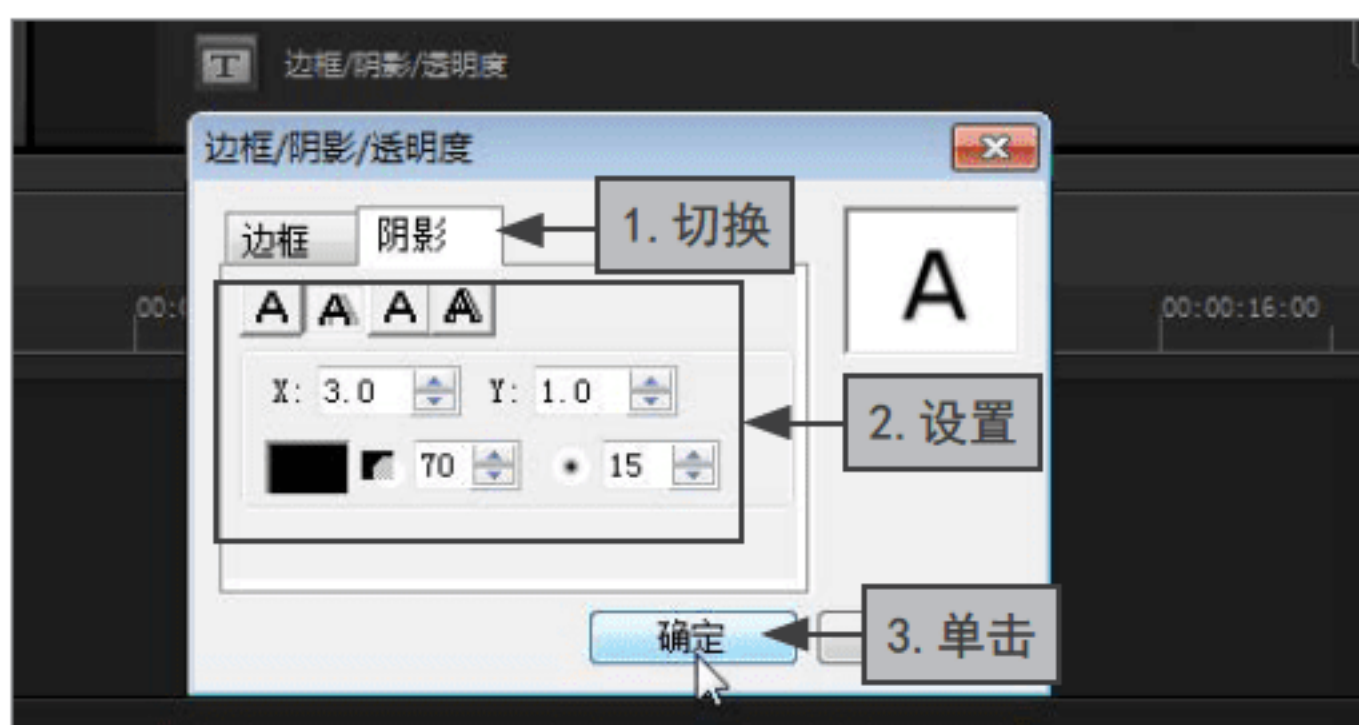 T 边框/阴影/透明度
边框/阴影/透明度
1. 切换
边框 阴影
A
A A A A
00:0
00:00:16:00
X: 3.0 Y: 1.0
2. 设置
70 15
确定
3. 单击